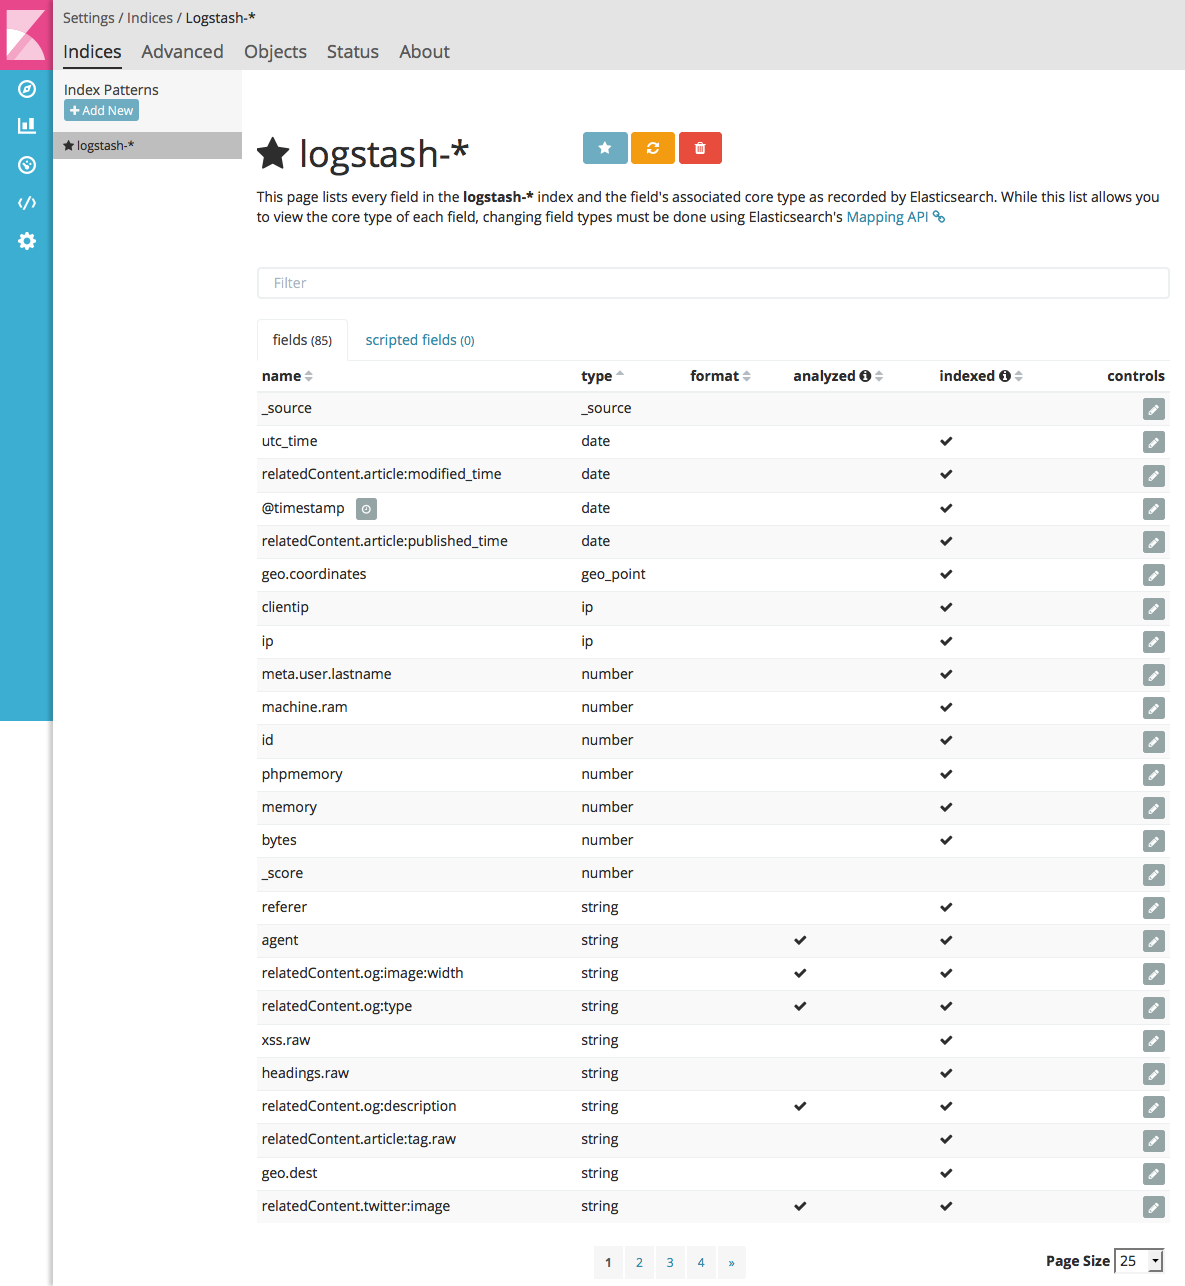 Settings / Indices / Logstash-*
Indices Advanced Objects Status About
Index Patterns
Add New
logstash-*
logstash-*
This page lists every field in the logstash-* index and the field's associated core type as recorded by Elasticsearch. While this list allows you
to view the core type of each field, changing field types must be done using Elasticsearch's Mapping API
Filter
fields (85) scripted fields (0)
name type format analyzed indexed controls
_source _source
utc_time date
relatedContent.article:modified_time date
@timestamp date
relatedContent.article:published_time date
geo.coordinates geo_point
clientip ip
ip ip
meta.user.lastname number
machine.ram number
id number
phpmemory number
memory number
bytes number
_score number
referer string
agent string
relatedContent.og:image:width string
relatedContent.og:type string
xss.raw string
headings.raw string
relatedContent.og:description string
relatedContent.article:tag.raw string
geo.dest string
relatedContent.twitter:image string
1 2 3 4 » Page Size 25